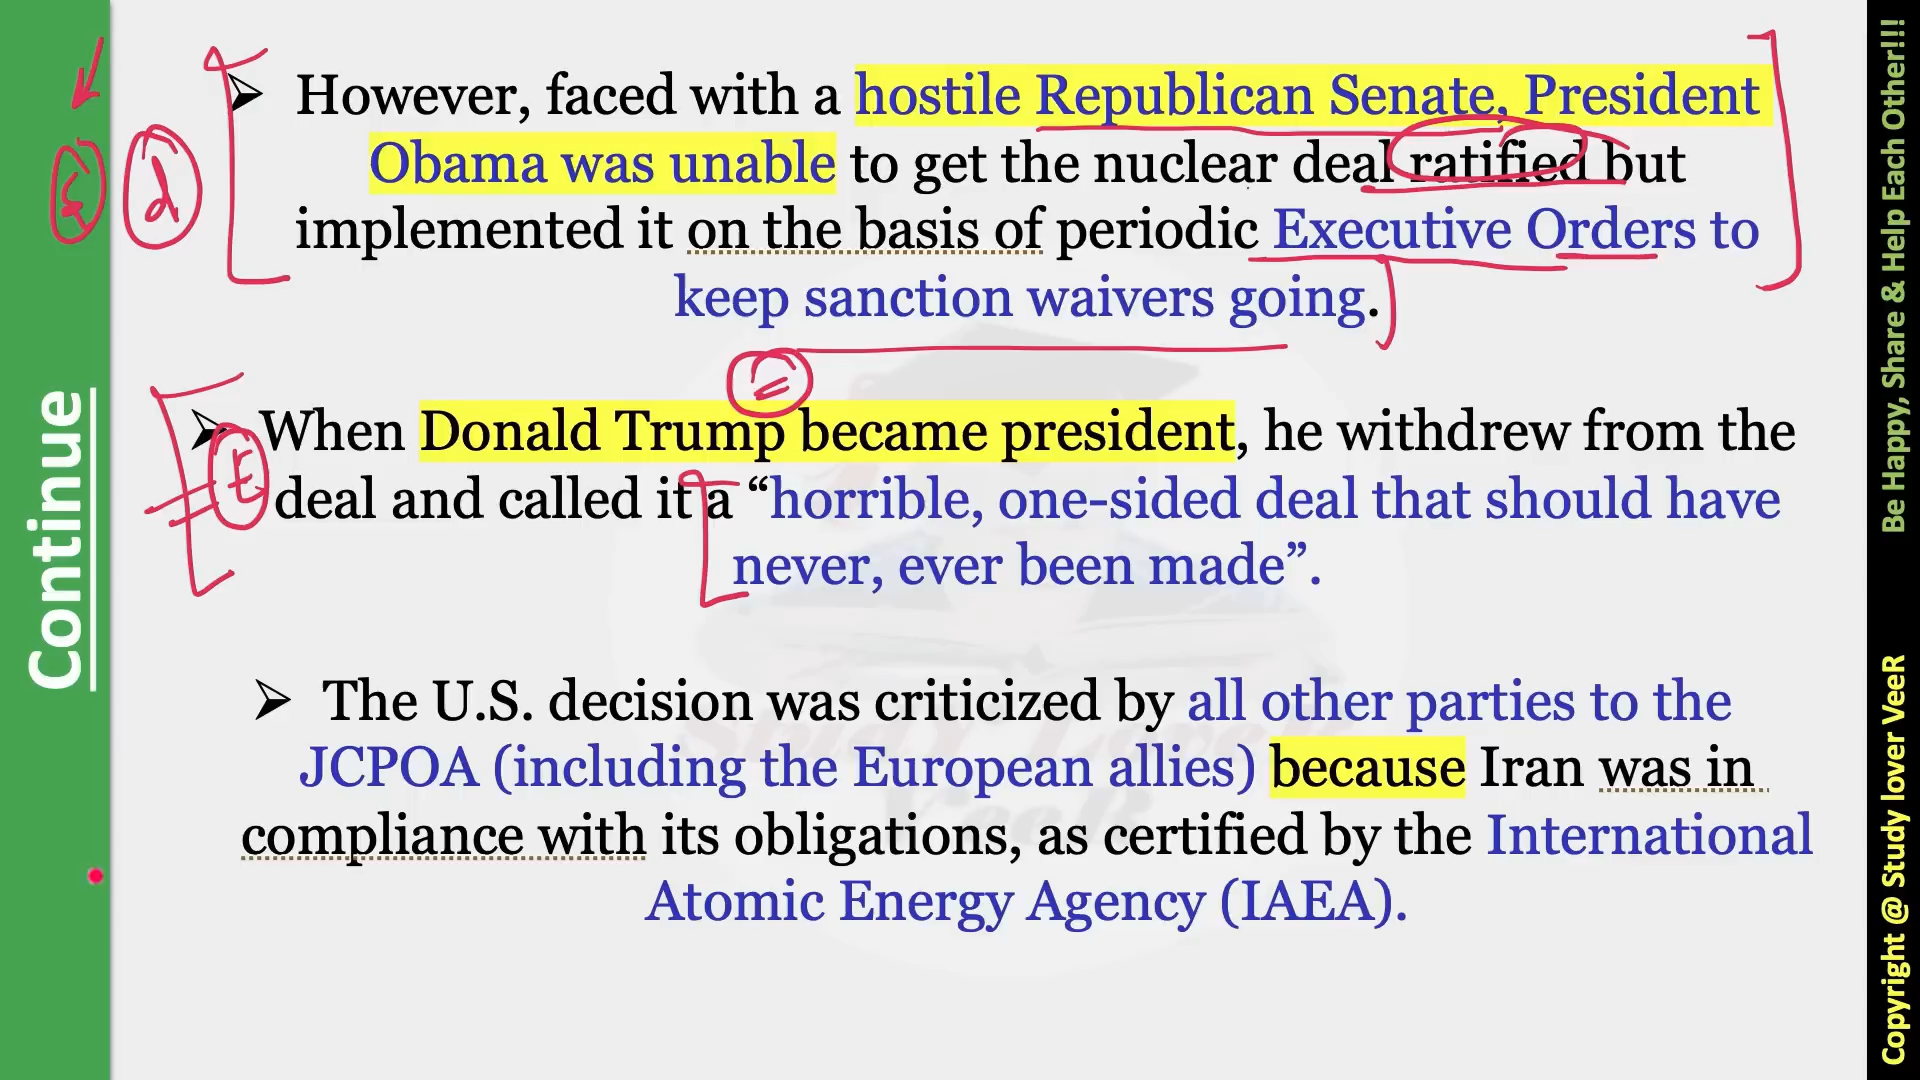 However, faced with a hostile Republican Senate, President
Obama was unable to get the nuclear deal ratified but
implemented it on the basis of periodic Executive Orders to
keep sanction waivers going.
When Donald Trump became president, he withdrew from the
deal and called it a “horrible, one-sided deal that should have
never, ever been made”.
The U.S. decision was criticized by all other parties to the
JCPOA (including the European allies) because Iran was in
compliance with its obligations, as certified by the International
Atomic Energy Agency (IAEA).
Continue
d
E
Be Happy, Share & Help Each Other!!!
Copyright @ Study lover VeeR
Study Lover
VeeR